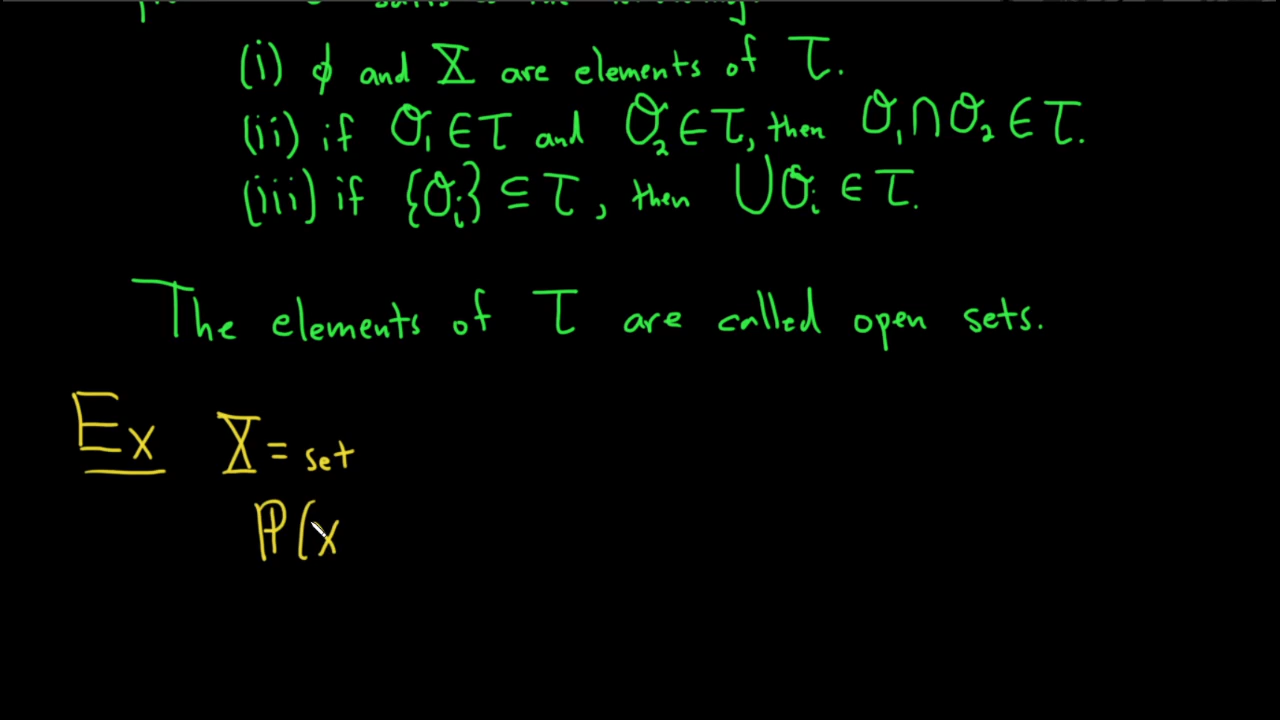 (i) ϕ and X are elements of τ.
(ii) if O₁ ∈ τ and O₂ ∈ τ, then O₁ ∩ O₂ ∈ τ.
(iii) if {Oᵢ} ⊆ τ, then ⋃Oᵢ ∈ τ.
The elements of τ are called open sets.
Ex X = set
ℙ(x